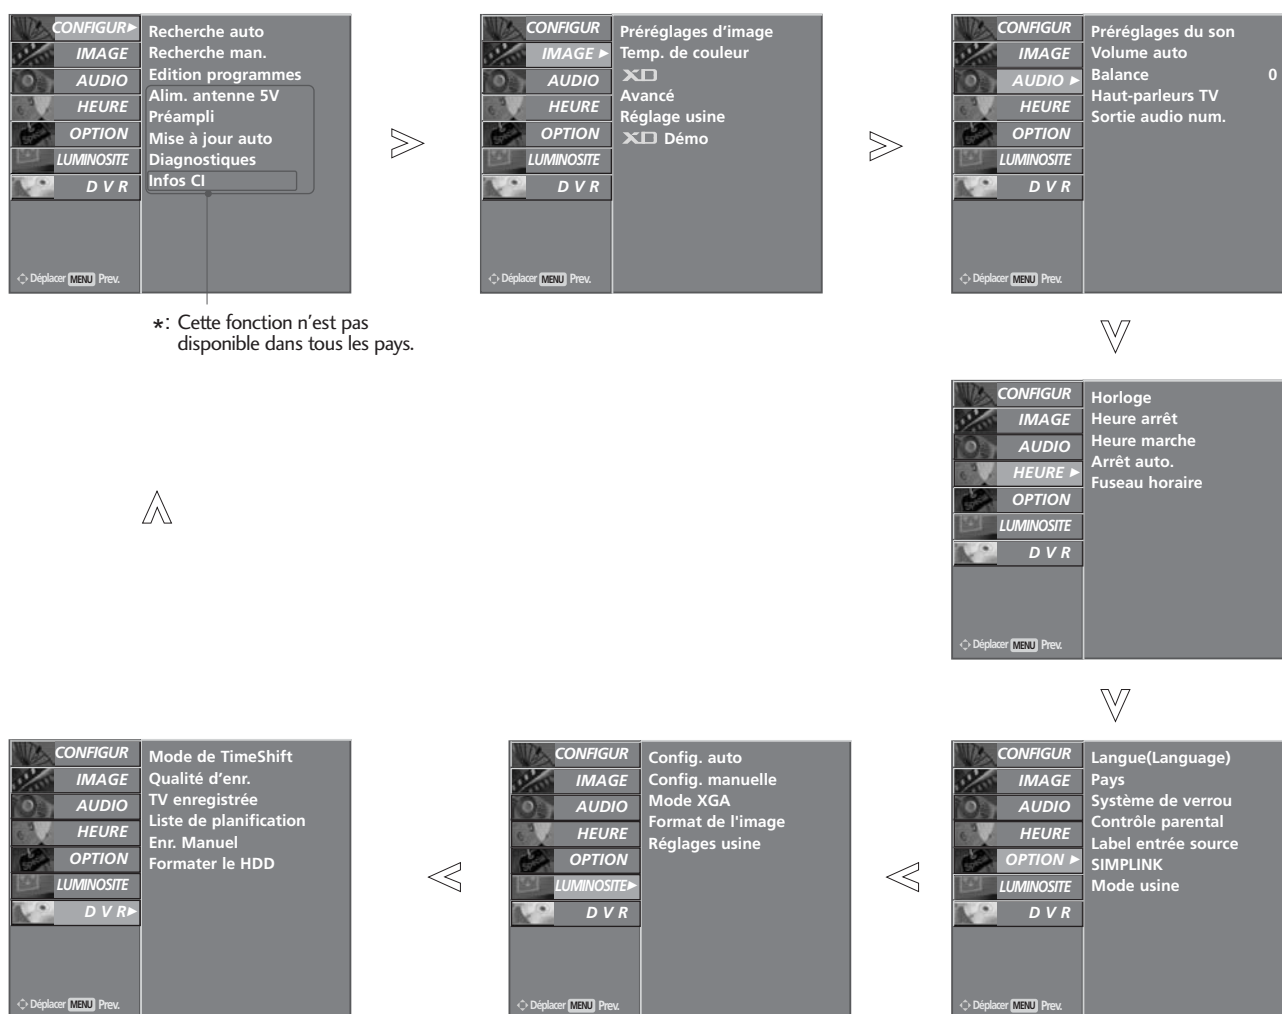 CONFIGUR
IMAGE
AUDIO
HEURE
OPTION
LUMINOSITE
D V R
Déplacer MENU Prev.
Recherche auto
Recherche man.
Edition programmes
Alim. antenne 5V
Préampli
Mise à jour auto
Diagnostiques
Infos CI
*: Cette fonction n'est pas
disponible dans tous les pays.
CONFIGUR
IMAGE
AUDIO
HEURE
OPTION
LUMINOSITE
D V R
Déplacer MENU Prev.
Préréglages d'image
Temp. de couleur
XD
Avancé
Réglage usine
XD Démo
CONFIGUR
IMAGE
AUDIO
HEURE
OPTION
LUMINOSITE
D V R
Déplacer MENU Prev.
Préréglages du son
Volume auto
Balance 0
Haut-parleurs TV
Sortie audio num.
CONFIGUR
IMAGE
AUDIO
HEURE
OPTION
LUMINOSITE
D V R
Déplacer MENU Prev.
Horloge
Heure arrêt
Heure marche
Arrêt auto.
Fuseau horaire
CONFIGUR
IMAGE
AUDIO
HEURE
OPTION
LUMINOSITE
D V R
Déplacer MENU Prev.
Mode de TimeShift
Qualité d'enr.
TV enregistrée
Liste de planification
Enr. Manuel
Formater le HDD
CONFIGUR
IMAGE
AUDIO
HEURE
OPTION
LUMINOSITE
D V R
Déplacer MENU Prev.
Config. auto
Config. manuelle
Mode XGA
Format de l'image
Réglages usine
CONFIGUR
IMAGE
AUDIO
HEURE
OPTION
LUMINOSITE
D V R
Déplacer MENU Prev.
Langue(Language)
Pays
Système de verrou
Contrôle parental
Label entrée source
SIMPLINK
Mode usine